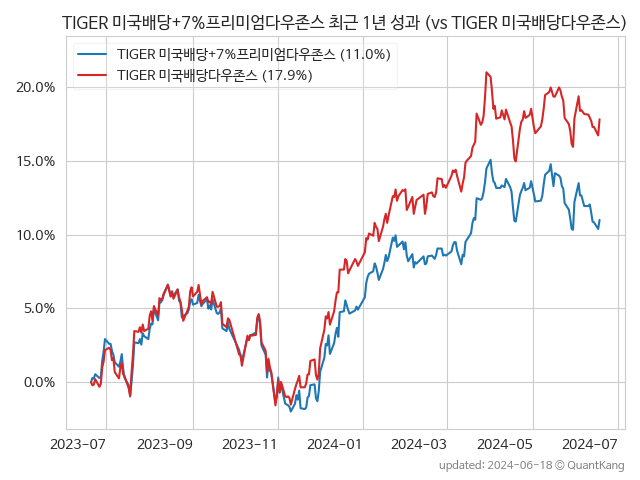 TIGER 미국배당+7%프리미엄다우존스 최근 1년 성과 (vs TIGER 미국배당다우존스)
TIGER 미국배당+7%프리미엄다우존스 (11.0%)
TIGER 미국배당다우존스 (17.9%)
20.0%
15.0%
10.0%
5.0%
0.0%
2023-07 2023-09 2023-11 2024-01 2024-03 2024-05 2024-07
updated: 2024-06-18 © QuantKang